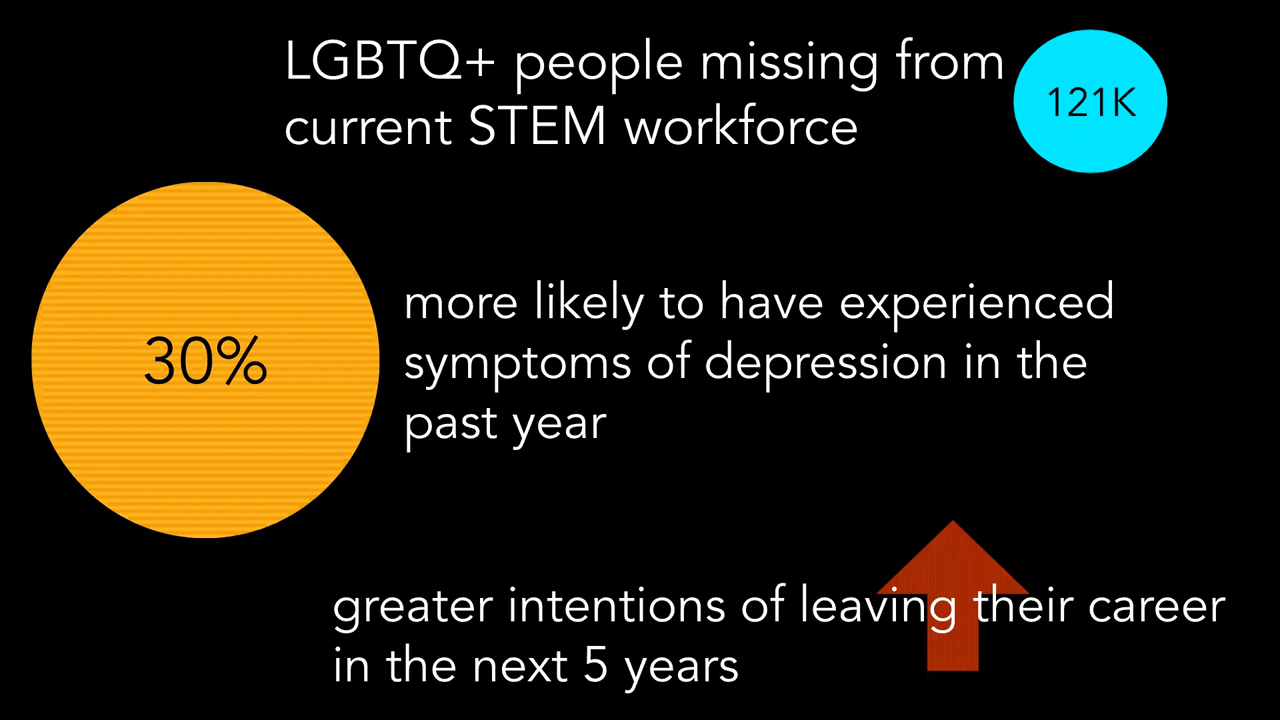 LGBTQ+ people missing from
current STEM workforce
121K
30%
more likely to have experienced
symptoms of depression in the
past year
greater intentions of leaving their career
in the next 5 years